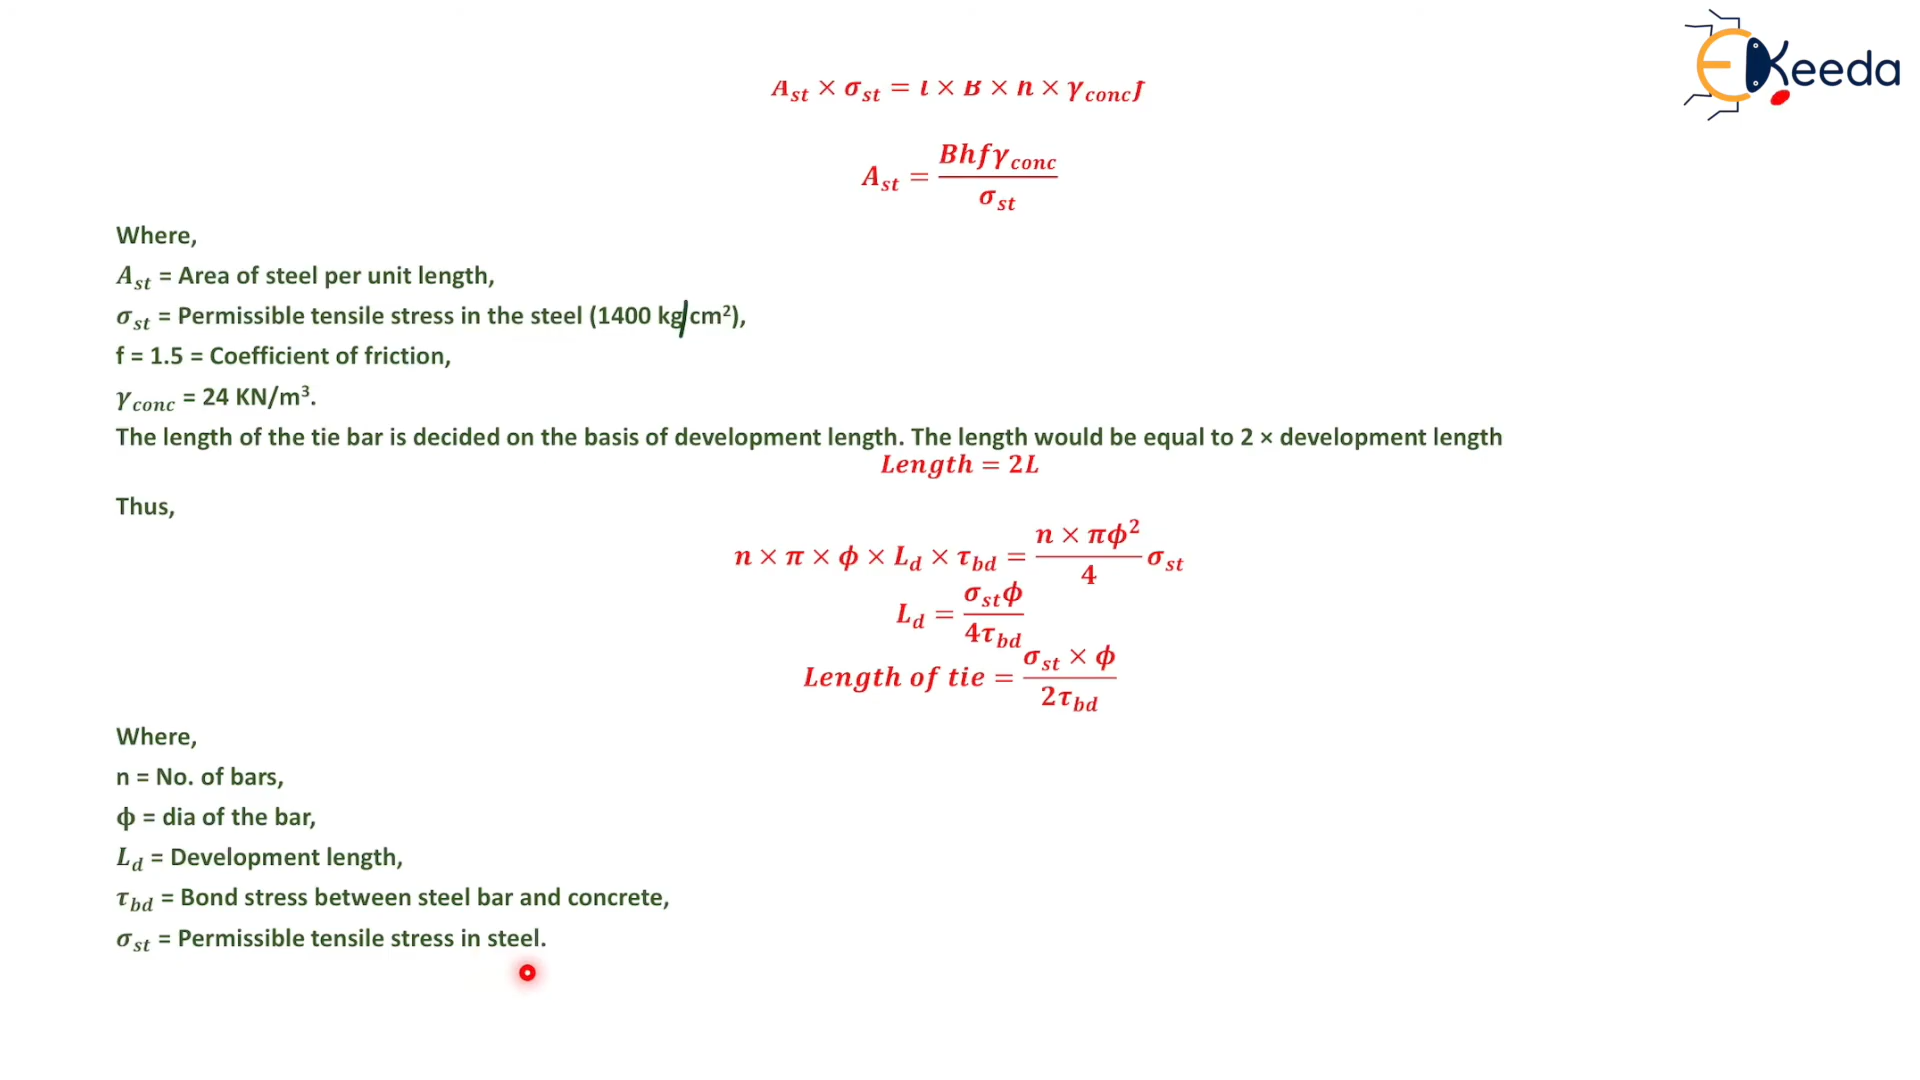 EKeeda
A_st × σ_st = l × B × h × γ_conc f
A_st = Bhfγ_conc / σ_st
Where,
A_st = Area of steel per unit length,
σ_st = Permissible tensile stress in the steel (1400 kg/cm²),
f = 1.5 = Coefficient of friction,
γ_conc = 24 KN/m³.
The length of the tie bar is decided on the basis of development length. The length would be equal to 2 × development length
Length = 2L
Thus,
n × π × ϕ × L_d × τ_bd = n × πϕ² / 4 σ_st
L_d = σ_st ϕ / 4τ_bd
Length of tie = σ_st × ϕ / 2τ_bd
Where,
n = No. of bars,
ϕ = dia of the bar,
L_d = Development length,
τ_bd = Bond stress between steel bar and concrete,
σ_st = Permissible tensile stress in steel.